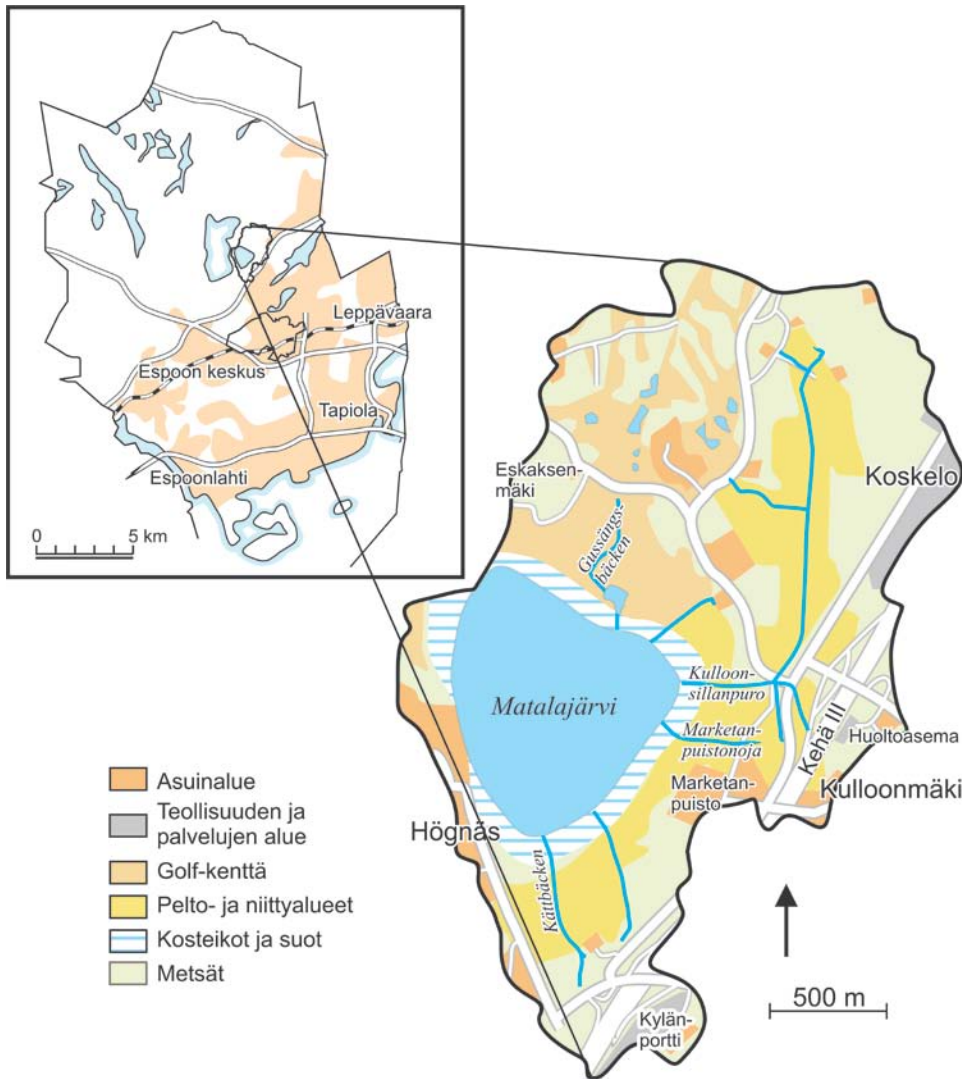 Leppävaara
Espoon keskus
Tapiola
Espoonlahti
0 5 km
Koskelo
Eskaksen-
mäki
Gussängs-
bäcken
Kulloon-
sillanpuro
Matalajärvi
Marketan-
puistonoja
Kehä III
Huoltoasema
Marketan-
puisto
Kulloonmäki
Högnäs
Kättbäcken
500 m
Kylän-
portti
Asuinalue
Teollisuuden ja
palvelujen alue
Golf-kenttä
Pelto- ja niittyalueet
Kosteikot ja suot
Metsät